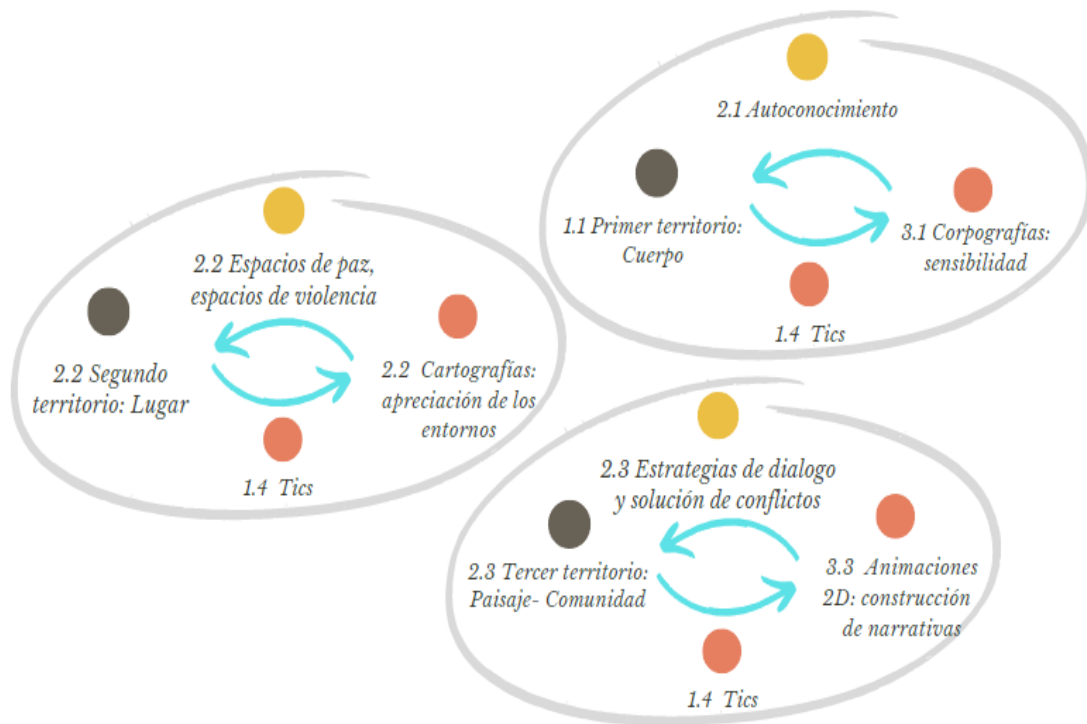 2.1 Autoconocimiento
1.1 Primer territorio:
Cuerpo
3.1 Corpografías:
sensibilidad
1.4 Tics
2.2 Espacios de paz,
espacios de violencia
2.2 Segundo
territorio: Lugar
2.2 Cartografías:
apreciación de los
entornos
1.4 Tics
2.3 Estrategias de dialogo
y solución de conflictos
2.3 Tercer territorio:
Paisaje- Comunidad
3.3 Animaciones
2D: construcción
de narrativas
1.4 Tics